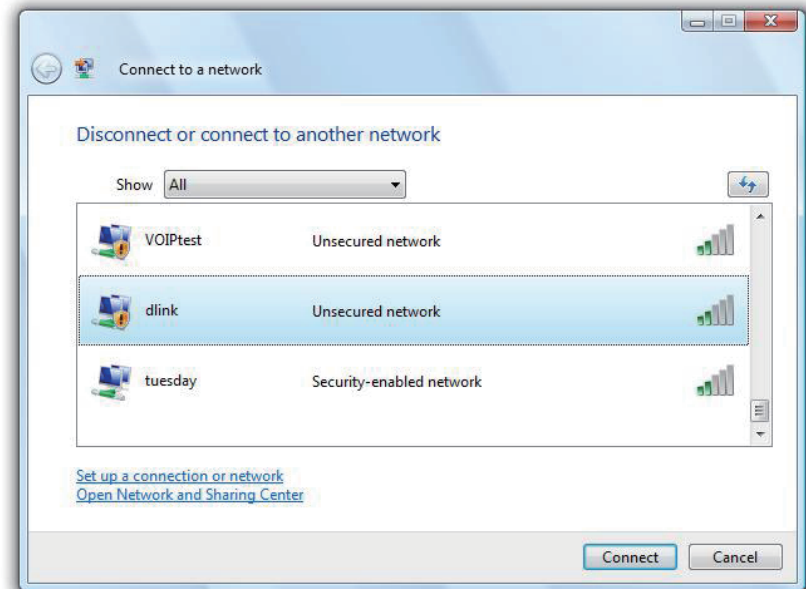 Connect to a network
Disconnect or connect to another network
Show All
VOIPtest Unsecured network
dlink Unsecured network
tuesday Security-enabled network
Set up a connection or network
Open Network and Sharing Center
Connect Cancel